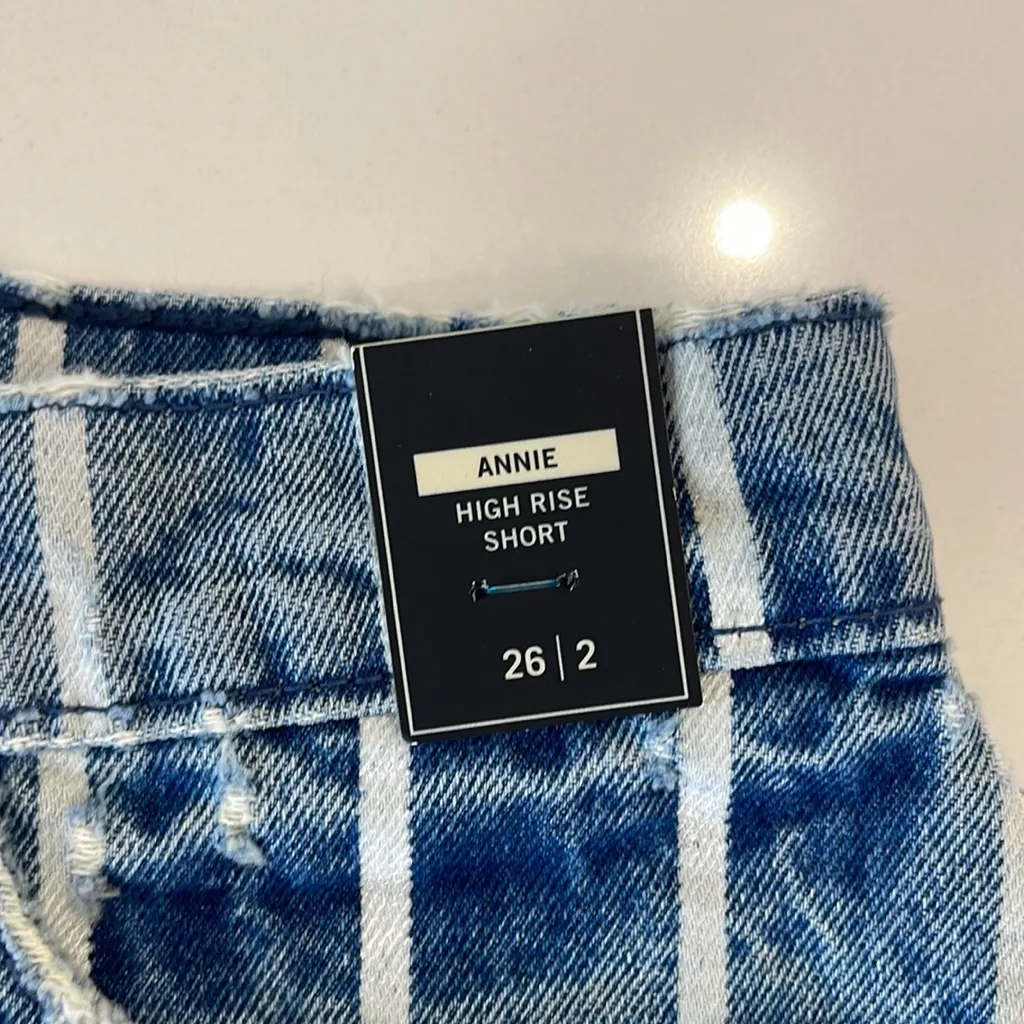 ANNIE
HIGH RISE
SHORT
26 | 2